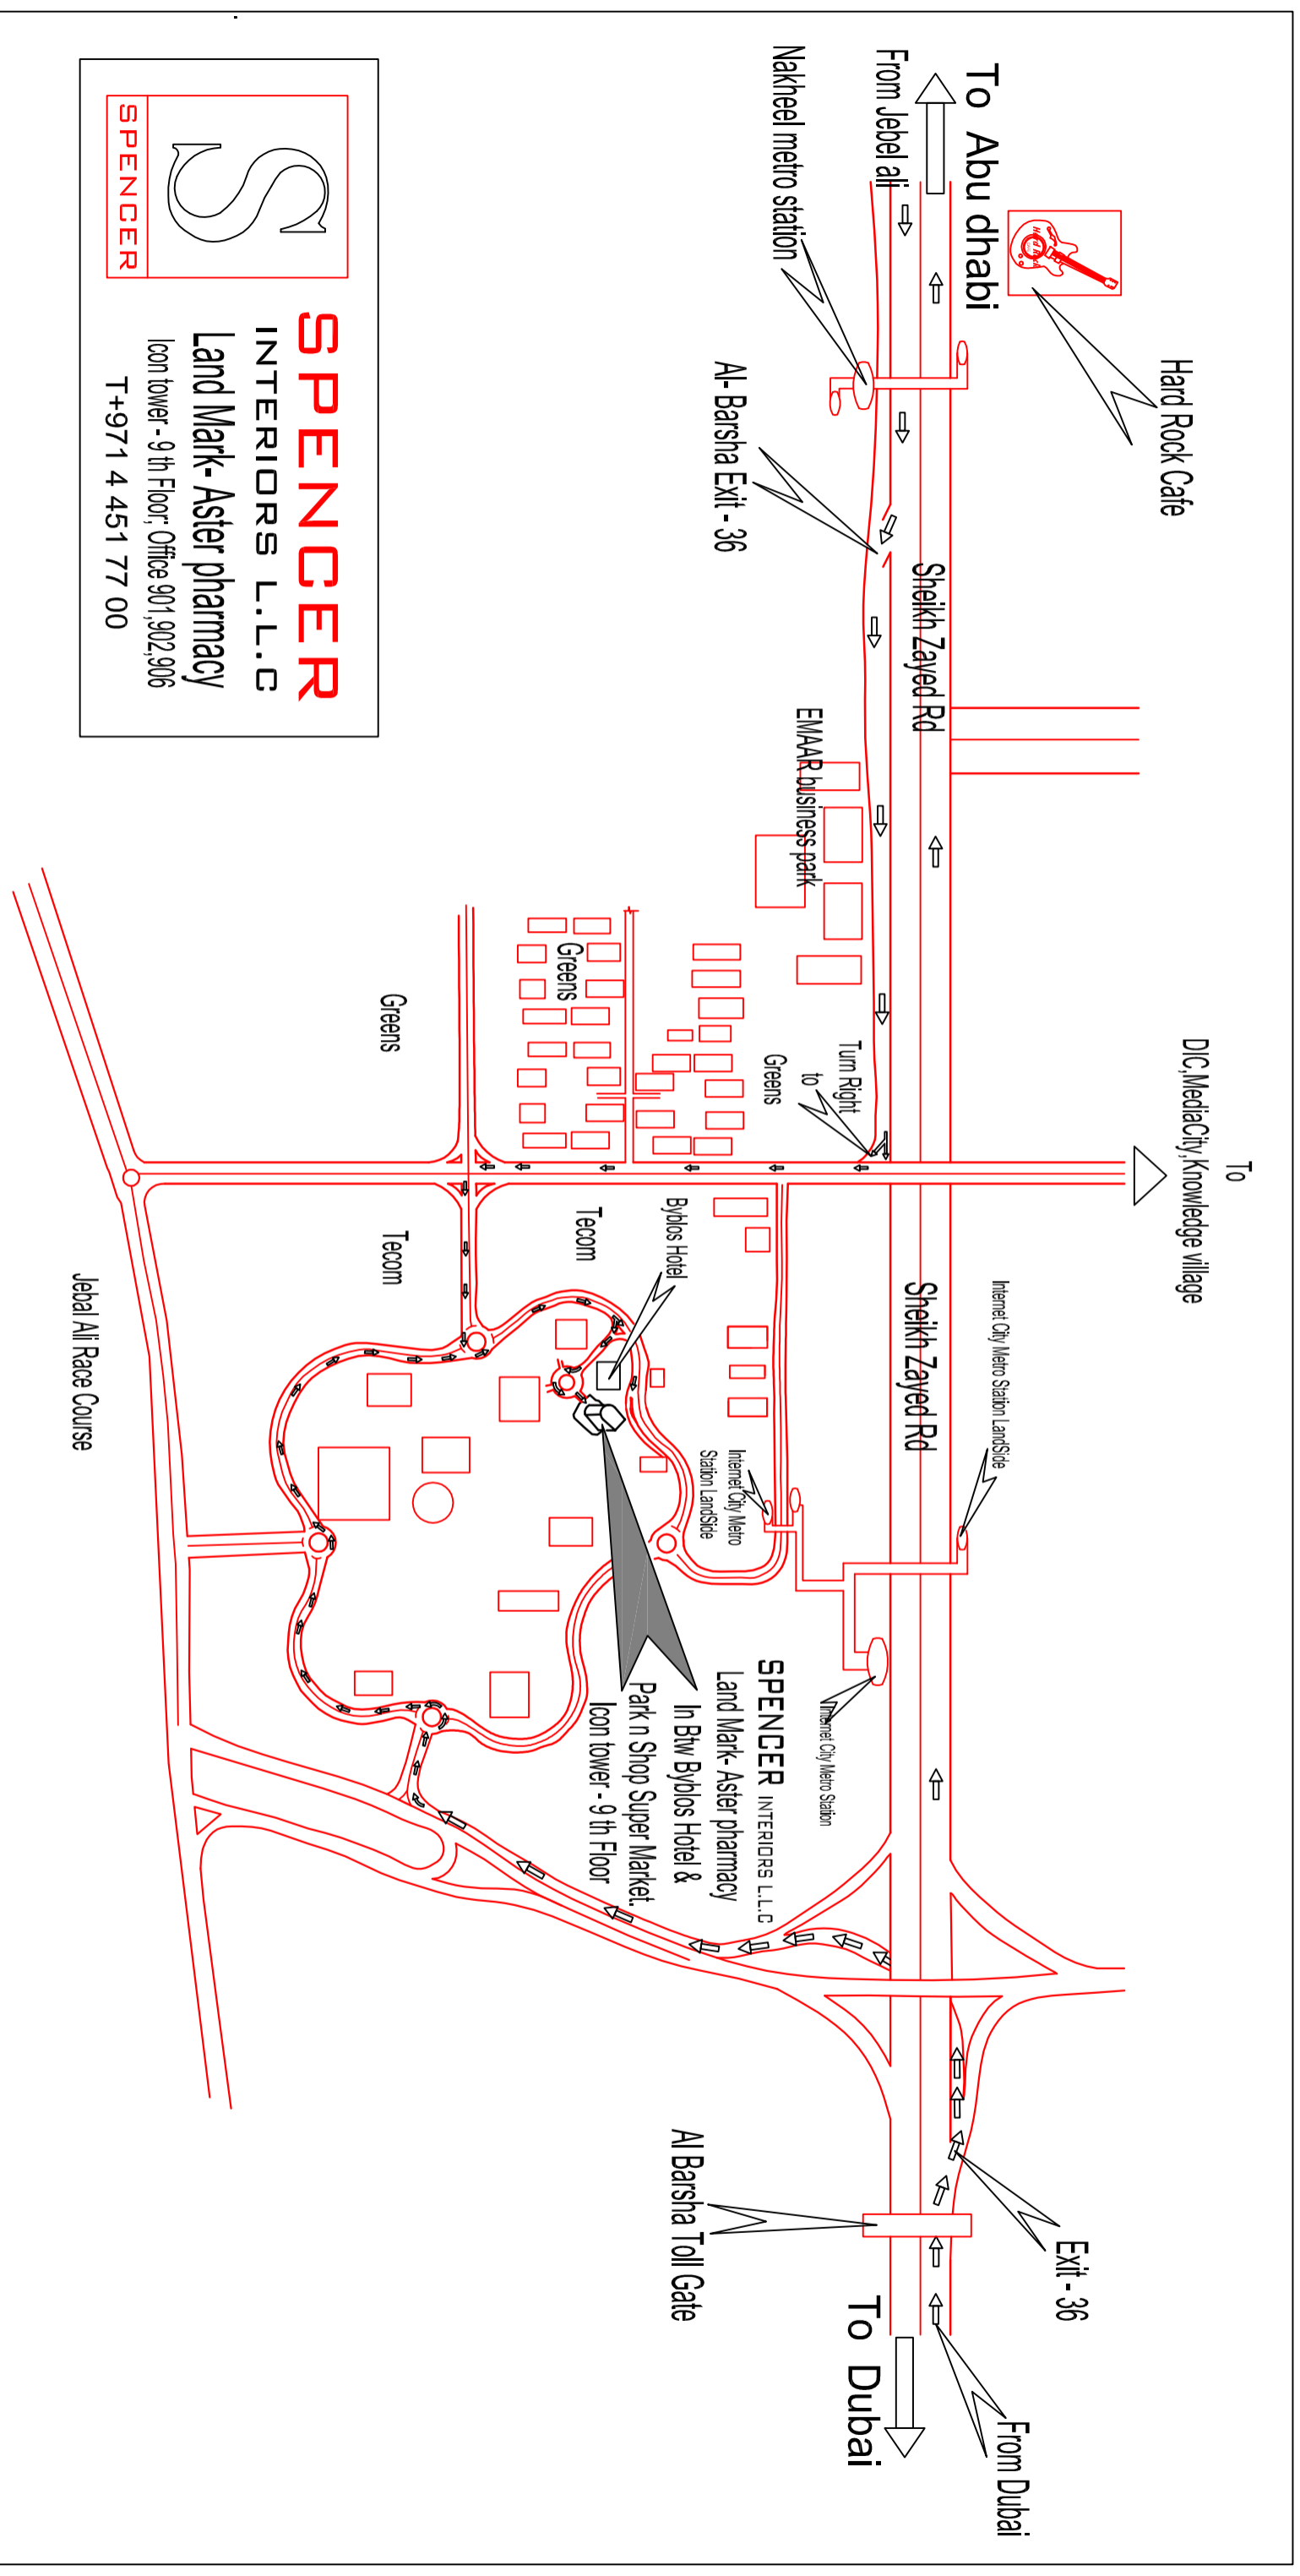 To Abu dhabi
From Jebel ali
Nakheel metro station
Hard Rock
Hard Rock Cafe
Al- Barsha Exit - 36
Sheikh Zayed Rd
EMAAR business park
Turn Right
to
Greens
To
DIC,MediaCity,Knowledge village
Internet City Metro Station LandSide
Sheikh Zayed Rd
Greens
Greens
Tecom
Tecom
Byblos Hotel
Internet City Metro
Station LandSide
Internet City Metro Station
SPENCER INTERIORS L.L.C
Land Mark- Aster pharmacy
In Btw Byblos Hotel &
Park n Shop Super Market.
Icon tower - 9 th Floor
Jebal Ali Race Course
Al Barsha Toll Gate
Exit - 36
From Dubai
To Dubai
S
SPENCER
SPENCER
INTERIORS L.L.C
Land Mark- Aster pharmacy
Icon tower - 9 th Floor; Office 901,902,906
T+971 4 451 77 00